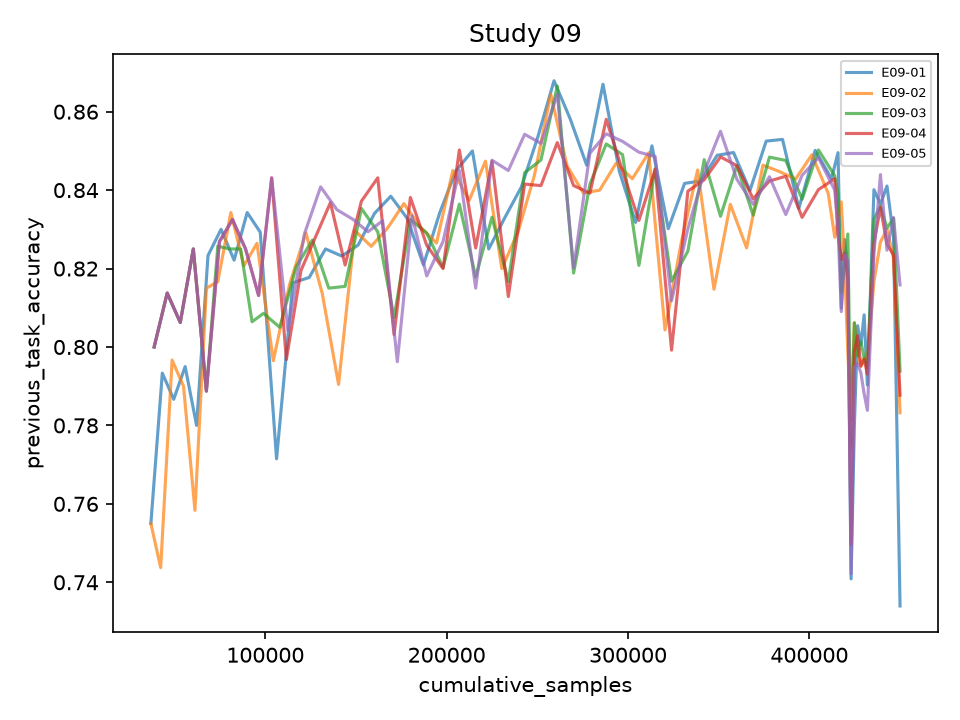 Study 09
E09-01
E09-02
E09-03
E09-04
E09-05
previous_task_accuracy
0.86
0.84
0.82
0.80
0.78
0.76
0.74
100000 200000 300000 400000
cumulative_samples